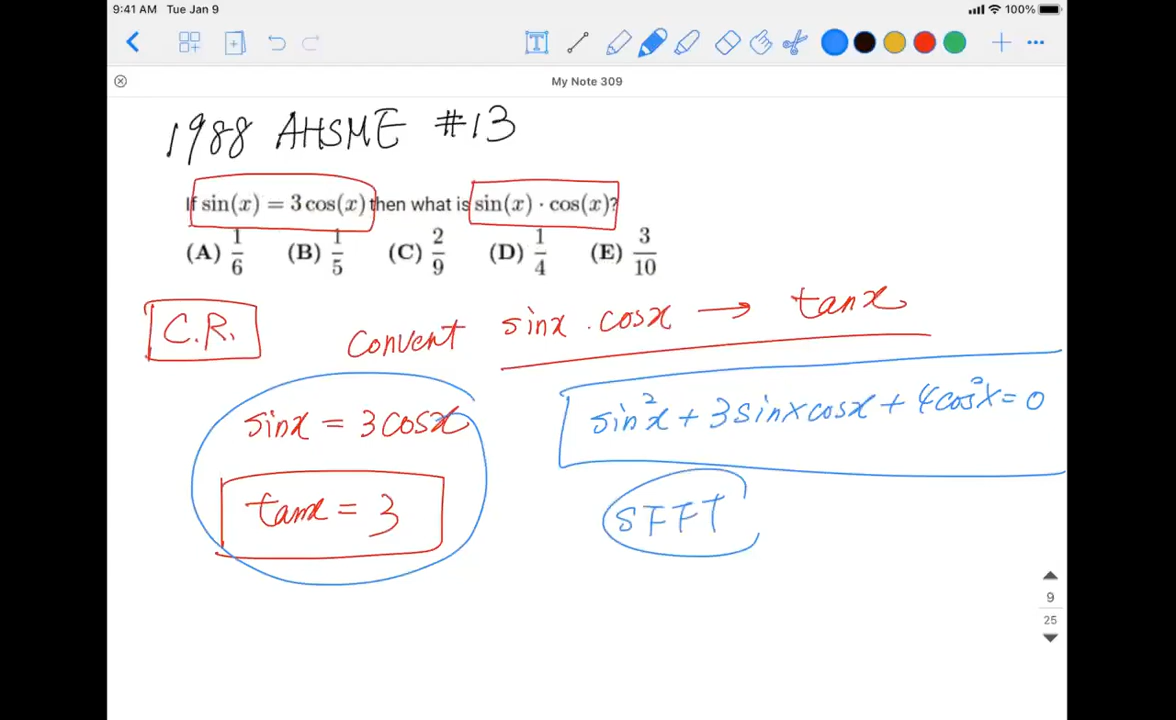 9:41 AM Tue Jan 9
100%
My Note 309
1988 AHSME #13
If sin(x) = 3 cos(x) then what is sin(x) · cos(x)?
(A) 1/6 (B) 1/5 (C) 2/9 (D) 1/4 (E) 3/10
C.R. Convent sinx . cosx → tanx
sinx = 3cosx
sin²x + 3sinxcosx + 4cos²x = 0
tanx = 3
SFFT
9
25